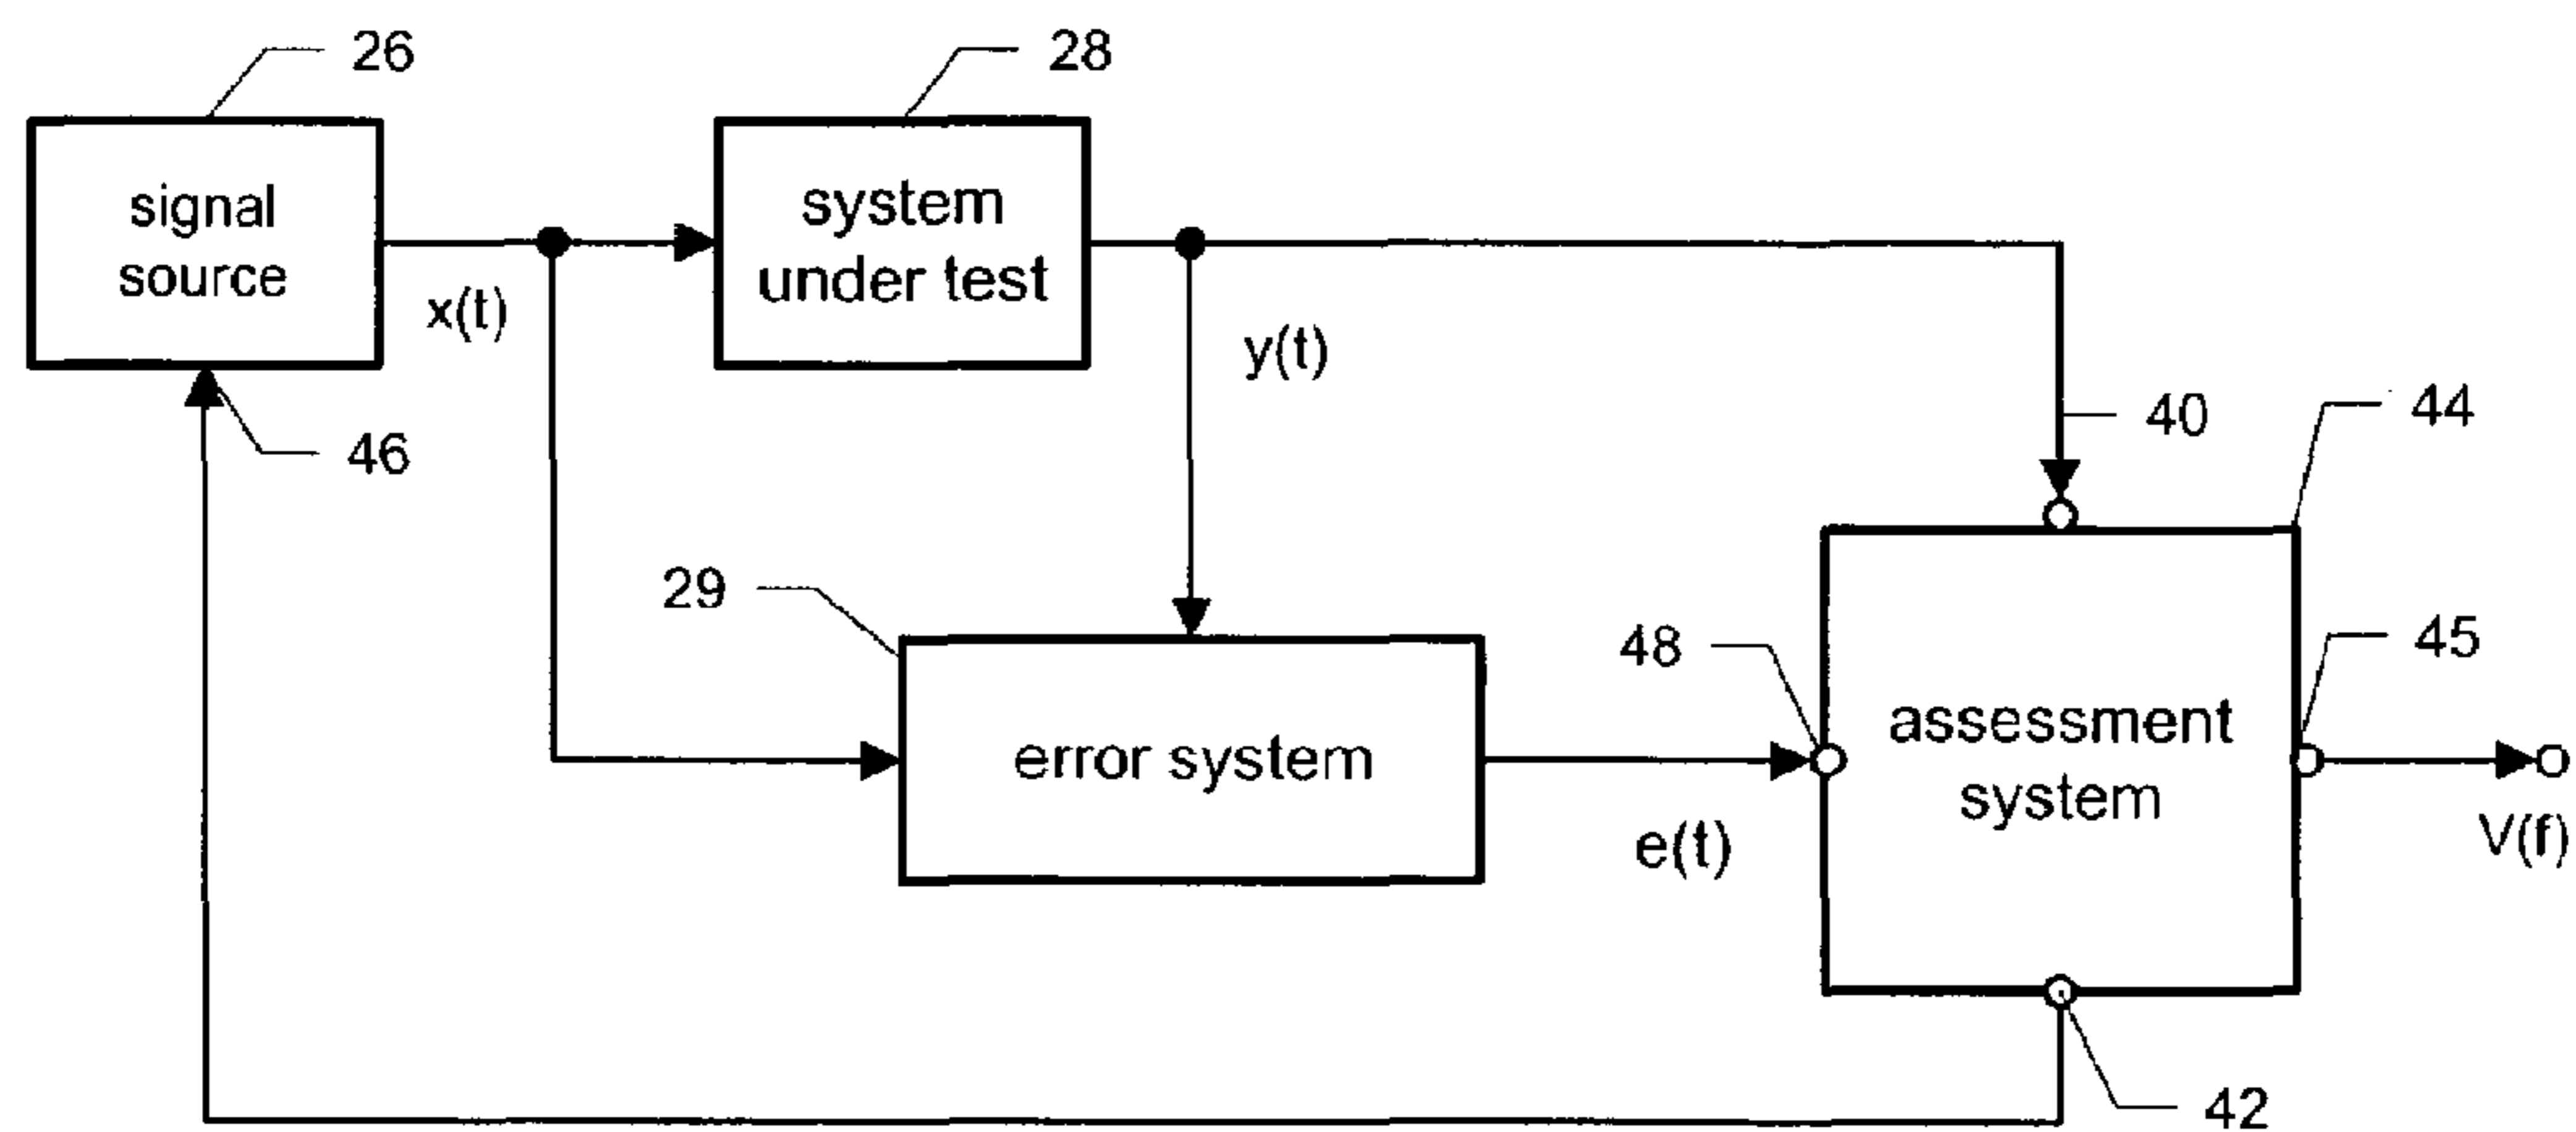 26
28
signal
source
system
under test
x(t)
y(t)
40
44
46
29
48
45
error system
assessment
system
e(t)
V(f)
42